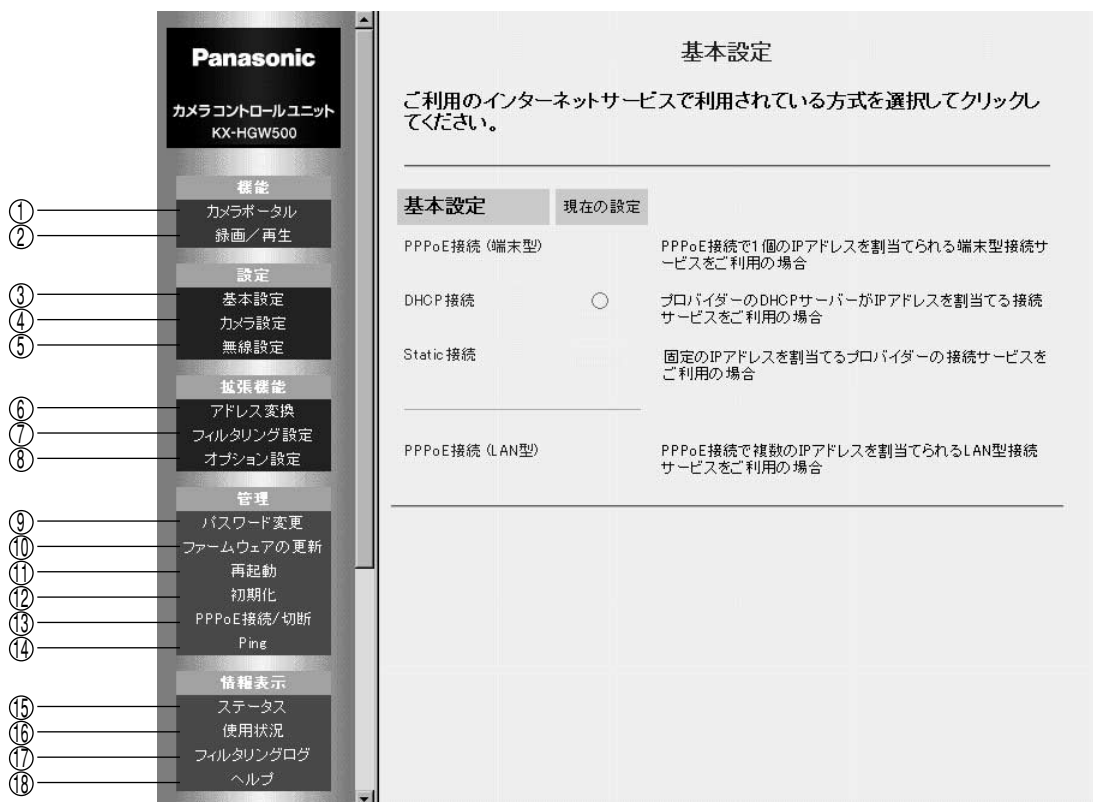 Panasonic
カメラコントロールユニット
KX-HGW500
機能
① カメラポータル
② 録画／再生
設定
③ 基本設定
④ カメラ設定
⑤ 無線設定
拡張機能
⑥ アドレス変換
⑦ フィルタリング設定
⑧ オプション設定
管理
⑨ パスワード変更
⑩ ファームウェアの更新
⑪ 再起動
⑫ 初期化
⑬ PPPoE接続/切断
⑭ Ping
情報表示
⑮ ステータス
⑯ 使用状況
⑰ フィルタリングログ
⑱ ヘルプ
基本設定
ご利用のインターネットサービスで利用されている方式を選択してクリックし
てください。
基本設定 現在の設定
PPPoE接続 (端末型) PPPoE接続で1個のIPアドレスを割当てられる端末型接続サ
ービスをご利用の場合
DHCP接続 ○ プロバイダーのDHCPサーバーがIPアドレスを割当てる接続
サービスをご利用の場合
Static接続 固定のIPアドレスを割当てるプロバイダーの接続サービスを
ご利用の場合
PPPoE接続 (LAN型) PPPoE接続で複数のIPアドレスを割当てられるLAN型接続
サービスをご利用の場合